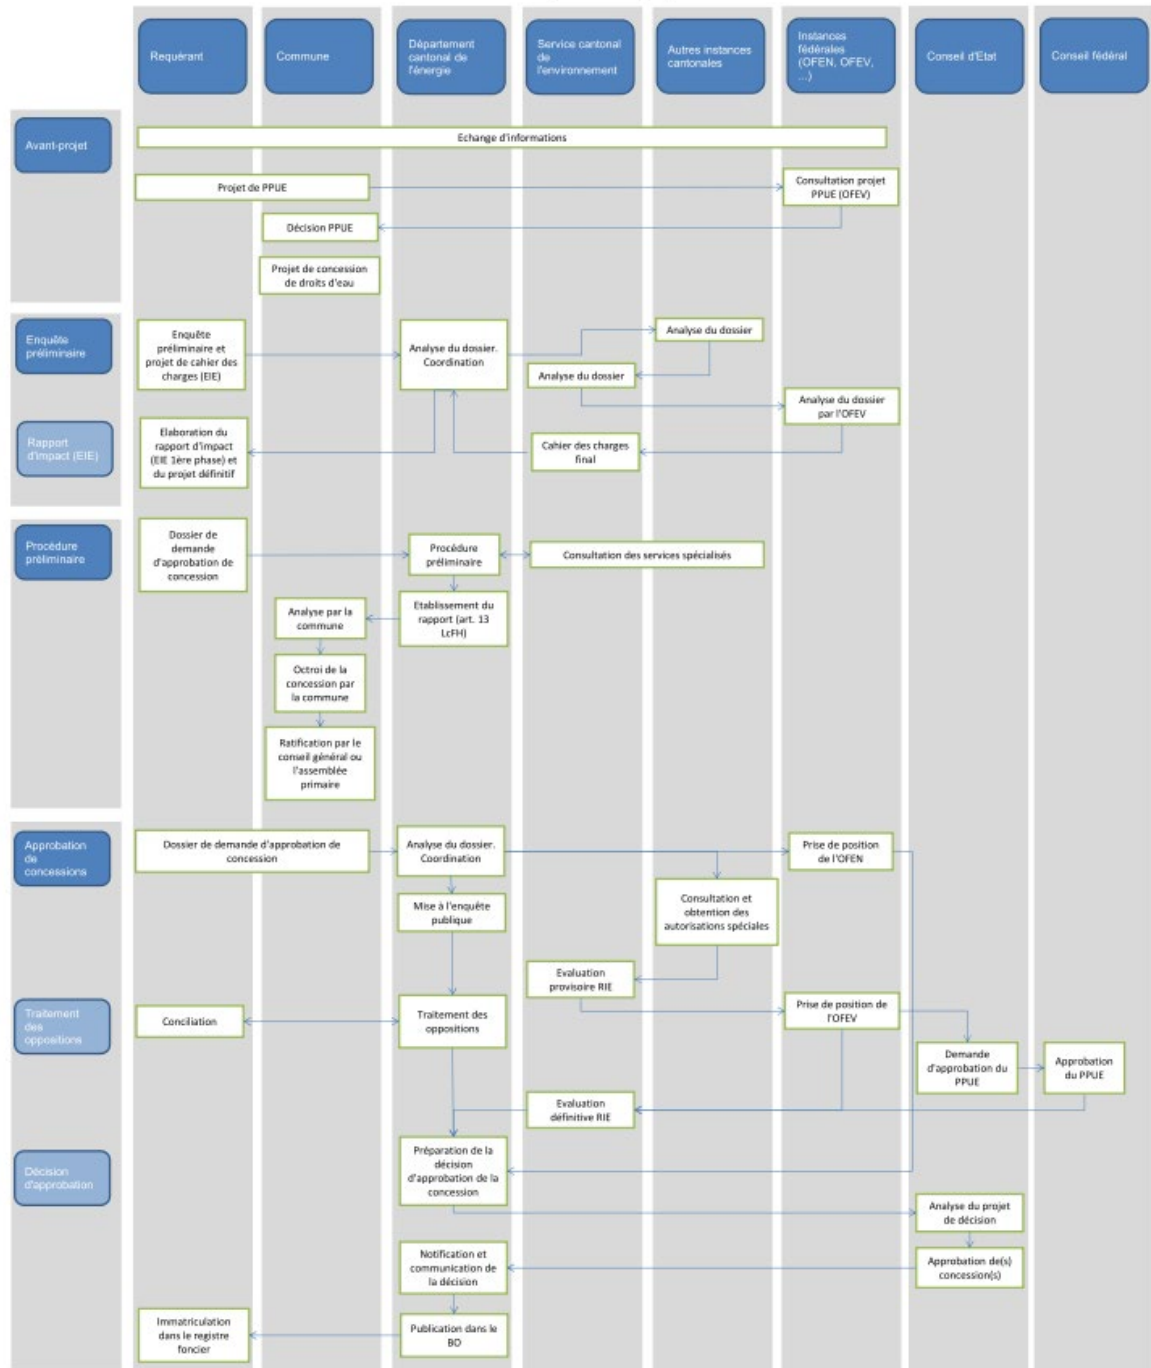 Requérant
Commune
Département
cantonal de
l'énergie
Service cantonal
de
l'environnement
Autres instances
cantonales
Instances
fédérales
(OFEN, OFEV,
...)
Conseil d'Etat
Conseil fédéral
Avant-projet
Echange d'informations
Projet de PPUE
Consultation projet
PPUE (OFEV)
Décision PPUE
Projet de concession
de droits d'eau
Enquête
préliminaire
Enquête
préliminaire et
projet de cahier des
charges (EIE)
Analyse du dossier.
Coordination
Analyse du dossier
Analyse du dossier
Analyse du dossier
par l'OFEV
Rapport
d'impact (EIE)
Elaboration du
rapport d'impact
(EIE 1ère phase) et
du projet définitif
Cahier des charges
final
Procédure
préliminaire
Dossier de
demande
d'approbation de
concession
Procédure
préliminaire
Consultation des services spécialisés
Etablissement du
rapport (art. 13
LcFH)
Analyse par la
commune
Octroi de la
concession par
la commune
Ratification par le
conseil général ou
l'assemblée
primaire
Approbation
de
concessions
Dossier de demande d'approbation de
concession
Analyse du dossier.
Coordination
Prise de position
de l'OFEN
Mise à l'enquête
publique
Consultation et
obtention des
autorisations spéciales
Evaluation
provisoire RIE
Traitement
des
oppositions
Conciliation
Traitement des
oppositions
Prise de position de
l'OFEV
Demande
d'approbation du
PPUE
Approbation
du PPUE
Evaluation
définitive RIE
Décision
d'approbation
Préparation de la
décision
d'approbation de la
concession
Analyse du projet
de décision
Notification et
communication de
la décision
Approbation de(s)
concession(s)
Immatriculation
dans le registre
foncier
Publication dans le
BO